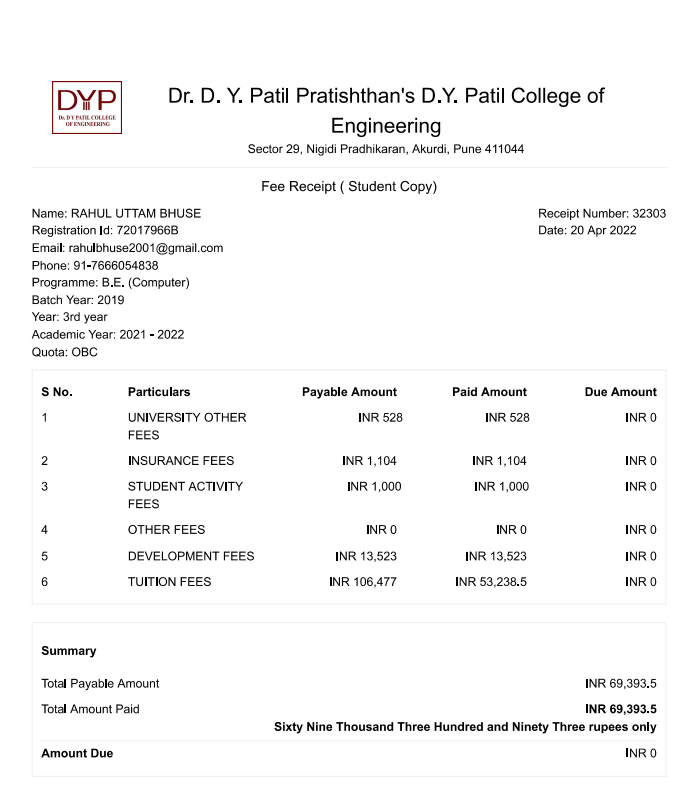 DYP
Dr. D Y PATIL COLLEGE
OF ENGINEERING
Dr. D. Y. Patil Pratishthan's D.Y. Patil College of
Engineering
Sector 29, Nigidi Pradhikaran, Akurdi, Pune 411044
Fee Receipt ( Student Copy)
Name: RAHUL UTTAM BHUSE
Receipt Number: 32303
Registration Id: 72017966B
Date: 20 Apr 2022
Email: rahulbhuse2001@gmail.com
Phone: 91-7666054838
Programme: B.E. (Computer)
Batch Year: 2019
Year: 3rd year
Academic Year: 2021 - 2022
Quota: OBC
S No. Particulars Payable Amount Paid Amount Due Amount
1 UNIVERSITY OTHER INR 528 INR 528 INR 0
FEES
2 INSURANCE FEES INR 1,104 INR 1,104 INR 0
3 STUDENT ACTIVITY INR 1,000 INR 1,000 INR 0
FEES
4 OTHER FEES INR 0 INR 0 INR 0
5 DEVELOPMENT FEES INR 13,523 INR 13,523 INR 0
6 TUITION FEES INR 106,477 INR 53,238.5 INR 0
Summary
Total Payable Amount INR 69,393.5
Total Amount Paid INR 69,393.5
Sixty Nine Thousand Three Hundred and Ninety Three rupees only
Amount Due INR 0